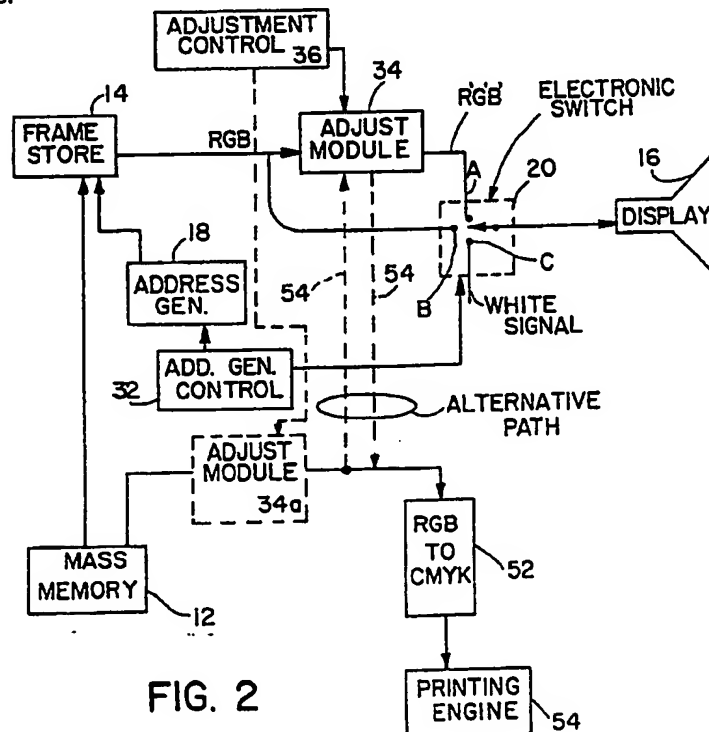 ADJUSTMENT
CONTROL
36
14
FRAME
STORE
RGB
34
ADJUST
MODULE
R'G'B'
ELECTRONIC
SWITCH
A
20
16
DISPLAY
18
ADDRESS
GEN.
54
54
B
C
WHITE
SIGNAL
32
ADD. GEN.
CONTROL
ALTERNATIVE
PATH
ADJUST
MODULE
34a
MASS
MEMORY
12
RGB
TO
CMYK
52
FIG. 2
PRINTING
ENGINE
54